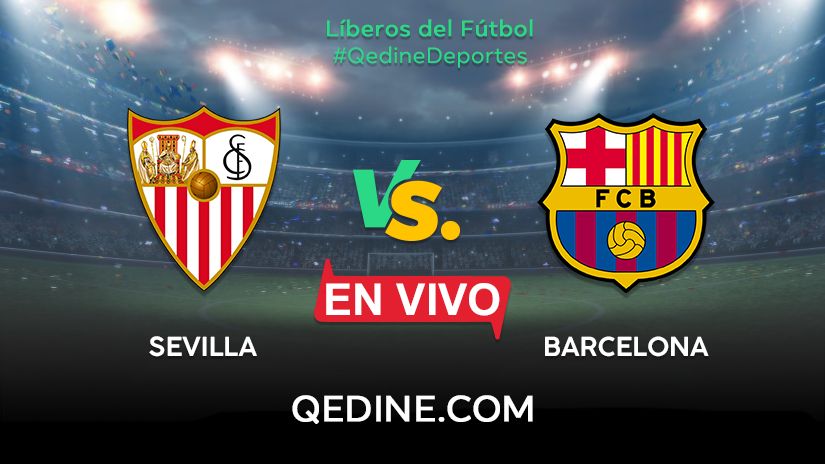 Líberos del Fútbol
#QedineDeportes
Vs.
FCB
EN VIVO
SEVILLA
BARCELONA
QEDINE.COM